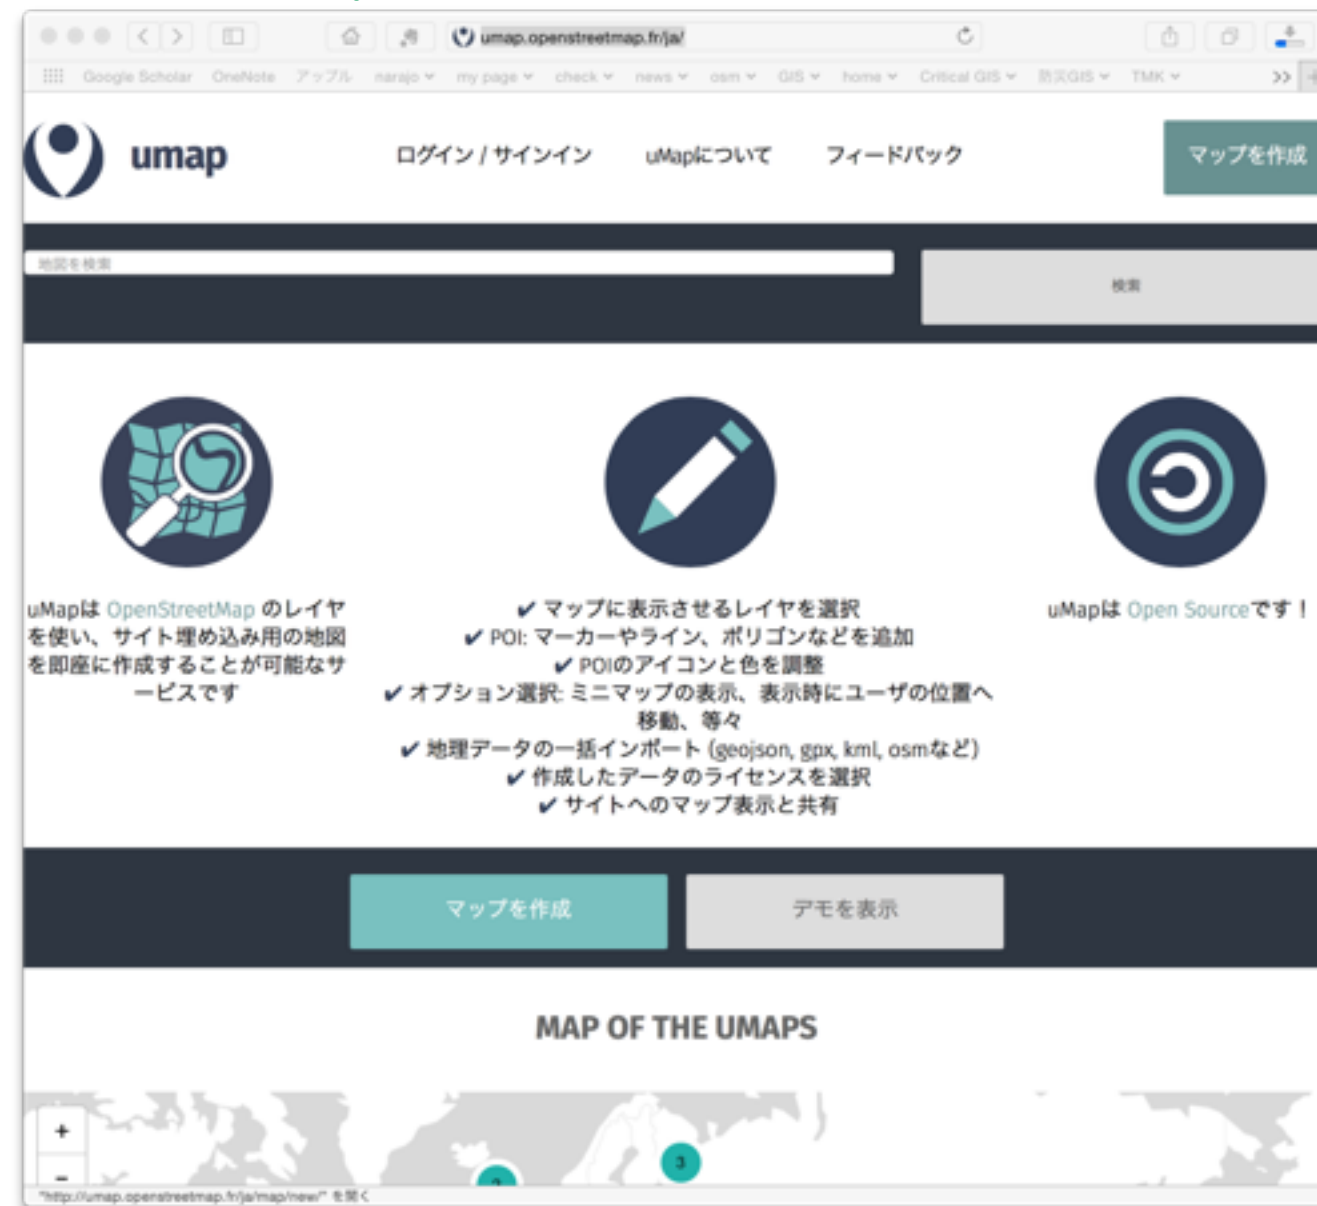 umap.openstreetmap.fr/ja/
Google Scholar OneNote アップル narajo my page check news osm GIS home Critical GIS 防災GIS TMK >>
umap ログイン / サインイン uMapについて フィードバック マップを作成
地図を検索 検索
uMapは OpenStreetMap のレイヤ
を使い、サイト埋め込み用の地図
を即座に作成することが可能なサ
ービスです
✔ マップに表示させるレイヤを選択
✔ POI: マーカーやライン、ポリゴンなどを追加
✔ POIのアイコンと色を調整
✔ オプション選択: ミニマップの表示、表示時にユーザの位置へ
移動、等々
✔ 地理データの一括インポート (geojson, gpx, kml, osmなど)
✔ 作成したデータのライセンスを選択
✔ サイトへのマップ表示と共有
uMapは Open Sourceです！
マップを作成 デモを表示
MAP OF THE UMAPS
+
−
3
"http://umap.openstreetmap.fr/ja/map/new/" を開く